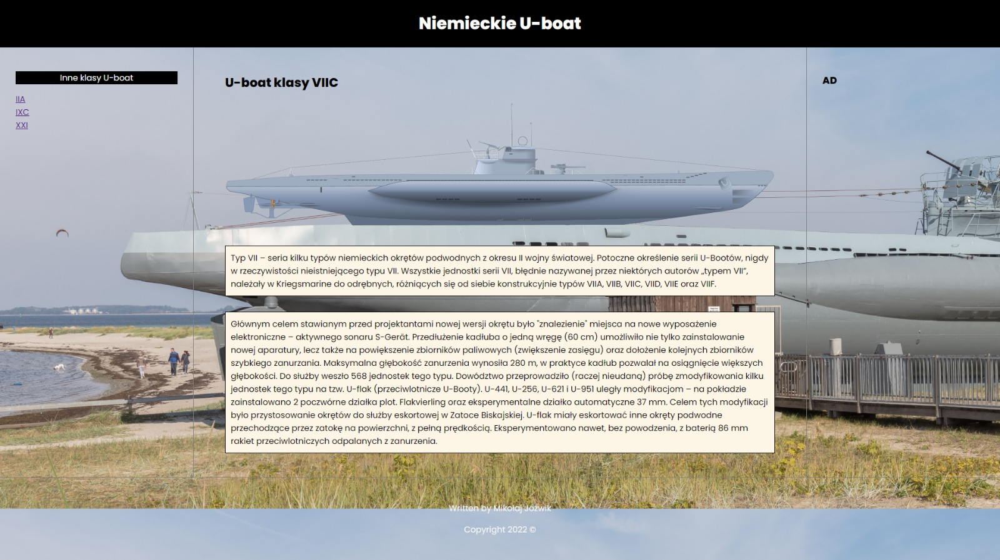 Niemieckie U-boat
Inne klasy U-boat
IIA
IXC
XXI
U-boat klasy VIIC
AD
Typ VII – seria kilku typów niemieckich okrętów podwodnych z okresu II wojny światowej. Potoczne określenie serii U-Bootów, nigdy
w rzeczywistości nieistniejącego typu VII. Wszystkie jednostki serii VII, błędnie nazywanej przez niektórych autorów „typem VII”,
należały w Kriegsmarine do odrębnych, różniących się od siebie konstrukcyjnie typów VIIA, VIIB, VIIC, VIID, VIIE oraz VIIF.
Głównym celem stawianym przed projektantami nowej wersji okrętu było "znalezienie" miejsca na nowe wyposażenie
elektroniczne – aktywnego sonaru S-Gerät. Przedłużenie kadłuba o jedną wręgę (60 cm) umożliwiło nie tylko zainstalowanie
nowej aparatury, lecz także na powiększenie zbiorników paliwowych (zwiększenie zasięgu) oraz dołożenie kolejnych zbiorników
szybkiego zanurzania. Maksymalna głębokość zanurzenia wynosiła 280 m, w praktyce kadłub pozwalał na osiągnięcie większych
głębokości. Do służby weszło 568 jednostek tego typu. Dowództwo przeprowadziło (raczej nieudaną) próbę zmodyfikowania kilku
jednostek tego typu na tzw. U-flak (przeciwlotnicze U-Booty). U-441, U-256, U-621 i U-951 uległy modyfikacjom – na pokładzie
zainstalowano 2 poczwórne działka plot. Flakvierling oraz eksperymentalne działko automatyczne 37 mm. Celem tych modyfikacji
było przystosowanie okrętów do służby eskortowej w Zatoce Biskajskiej. U-flak miały eskortować inne okręty podwodne
przechodzące przez zatokę na powierzchni, z pełną prędkością. Eksperymentowano nawet, bez powodzenia, z baterią 86 mm
rakiet przeciwlotniczych odpalanych z zanurzenia.
Written by Mikołaj Jóźwik
Copyright 2022 ©